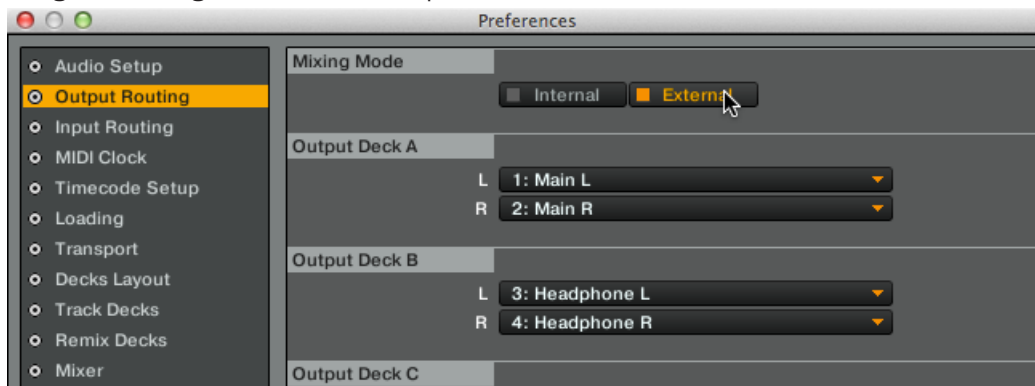 Preferences
Audio Setup
Output Routing
Input Routing
MIDI Clock
Timecode Setup
Loading
Transport
Decks Layout
Track Decks
Remix Decks
Mixer
Mixing Mode
Internal
External
Output Deck A
L 1: Main L
R 2: Main R
Output Deck B
L 3: Headphone L
R 4: Headphone R
Output Deck C